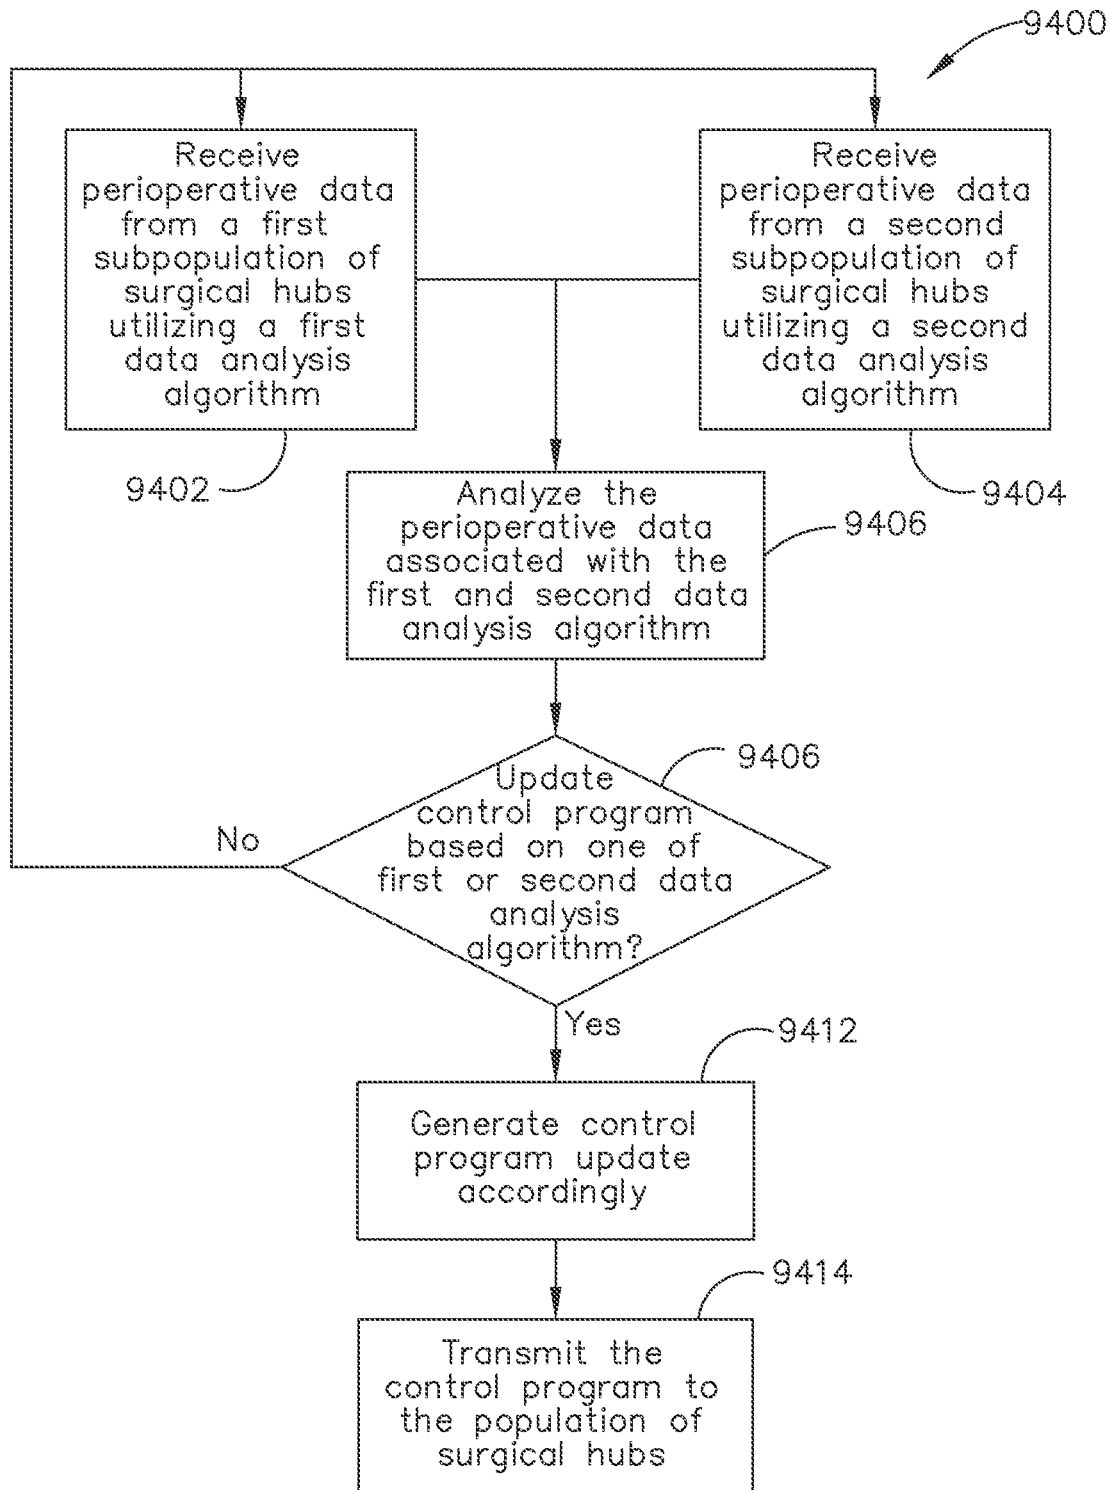 9400
Receive
perioperative data
from a first
subpopulation of
surgical hubs
utilizing a first
data analysis
algorithm
Receive
perioperative data
from a second
subpopulation of
surgical hubs
utilizing a second
data analysis
algorithm
9402
9404
Analyze the
perioperative data
associated with the
first and second data
analysis algorithm
9406
Update
control program
based on one of
first or second data
analysis
algorithm?
9406
No
Yes
9412
Generate control
program update
accordingly
9414
Transmit the
control program to
the population of
surgical hubs